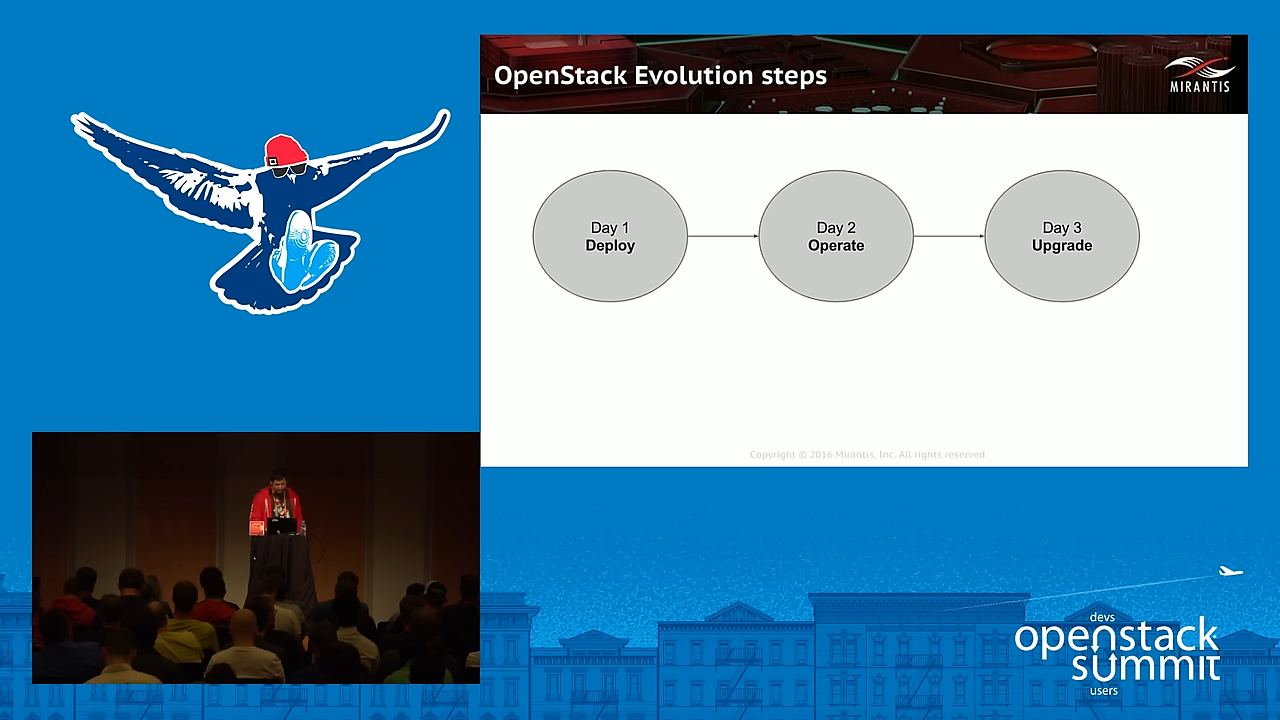 OpenStack Evolution steps
MIRANTIS
Day 1
Deploy
Day 2
Operate
Day 3
Upgrade
Copyright © 2016 Mirantis, Inc. All rights reserved
devs
openstack
summit
users